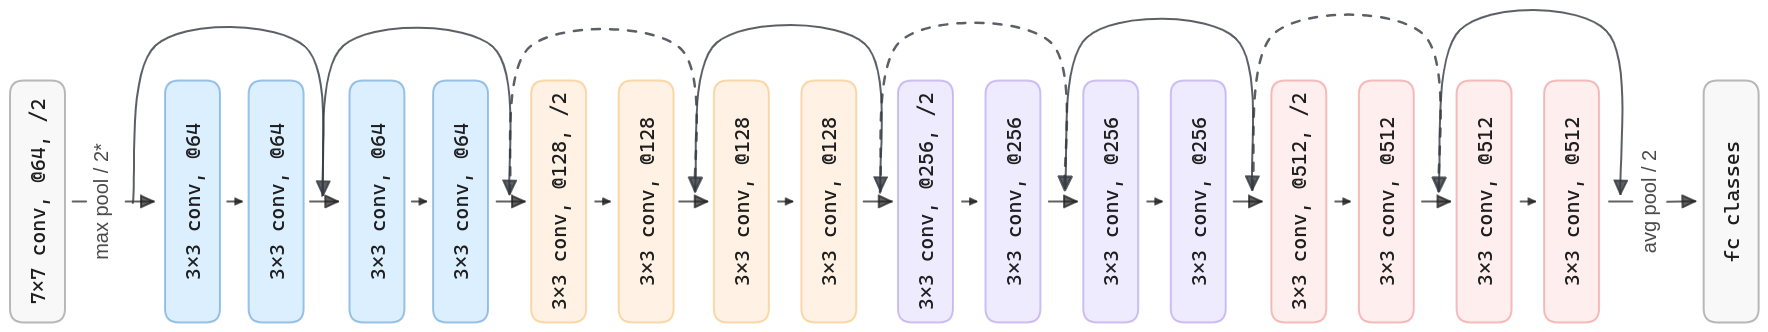 7×7 conv, @64, /2
max pool / 2*
3×3 conv, @64
3×3 conv, @64
3×3 conv, @64
3×3 conv, @64
3×3 conv, @128, /2
3×3 conv, @128
3×3 conv, @128
3×3 conv, @128
3×3 conv, @256, /2
3×3 conv, @256
3×3 conv, @256
3×3 conv, @256
3×3 conv, @512, /2
3×3 conv, @512
3×3 conv, @512
3×3 conv, @512
avg pool / 2
fc classes